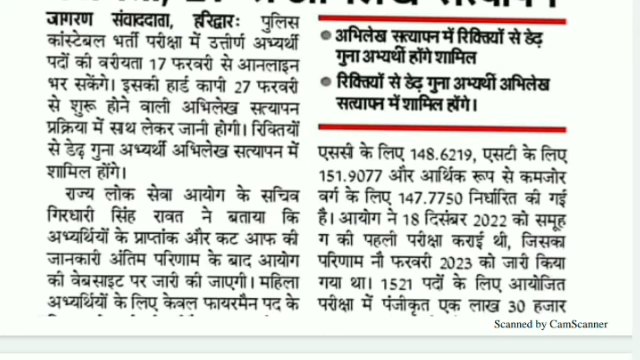 जागरण संवाददाता, हरिद्वारः पुलिस
कांस्टेबल भर्ती परीक्षा में उत्तीर्ण अभ्यर्थी
पदों की वरीयता 17 फरवरी से आनलाइन
भर सकेंगे। इसकी हार्ड कापी 27 फरवरी
से शुरू होने वाली अभिलेख सत्यापन
प्रक्रिया में साथ लेकर जानी होगी। रिक्तियों
से डेढ़ गुना अभ्यर्थी अभिलेख सत्यापन में
शामिल होंगे।
राज्य लोक सेवा आयोग के सचिव
गिरधारी सिंह रावत ने बताया कि
अभ्यर्थियों के प्राप्तांक और कट आफ की
जानकारी अंतिम परिणाम के बाद आयोग
की वेबसाइट पर जारी की जाएगी। महिला
अभ्यर्थियों के लिए केवल फायरमैन पद के
अभिलेख सत्यापन में रिक्तियों से डेढ़
गुना अभ्यर्थी होंगे शामिल
रिक्तियों से डेढ़ गुना अभ्यर्थी अभिलेख
सत्यापन में शामिल होंगे।
एससी के लिए 148.6219, एसटी के लिए
151.9077 और आर्थिक रूप से कमजोर
वर्ग के लिए 147.7750 निर्धारित की गई
है। आयोग ने 18 दिसंबर 2022 को समूह
ग की पहली परीक्षा कराई थी, जिसका
परिणाम नौ फरवरी 2023 को जारी किया
गया था। 1521 पदों के लिए आयोजित
परीक्षा में पंजीकृत एक लाख 30 हजार
Scanned by CamScanner